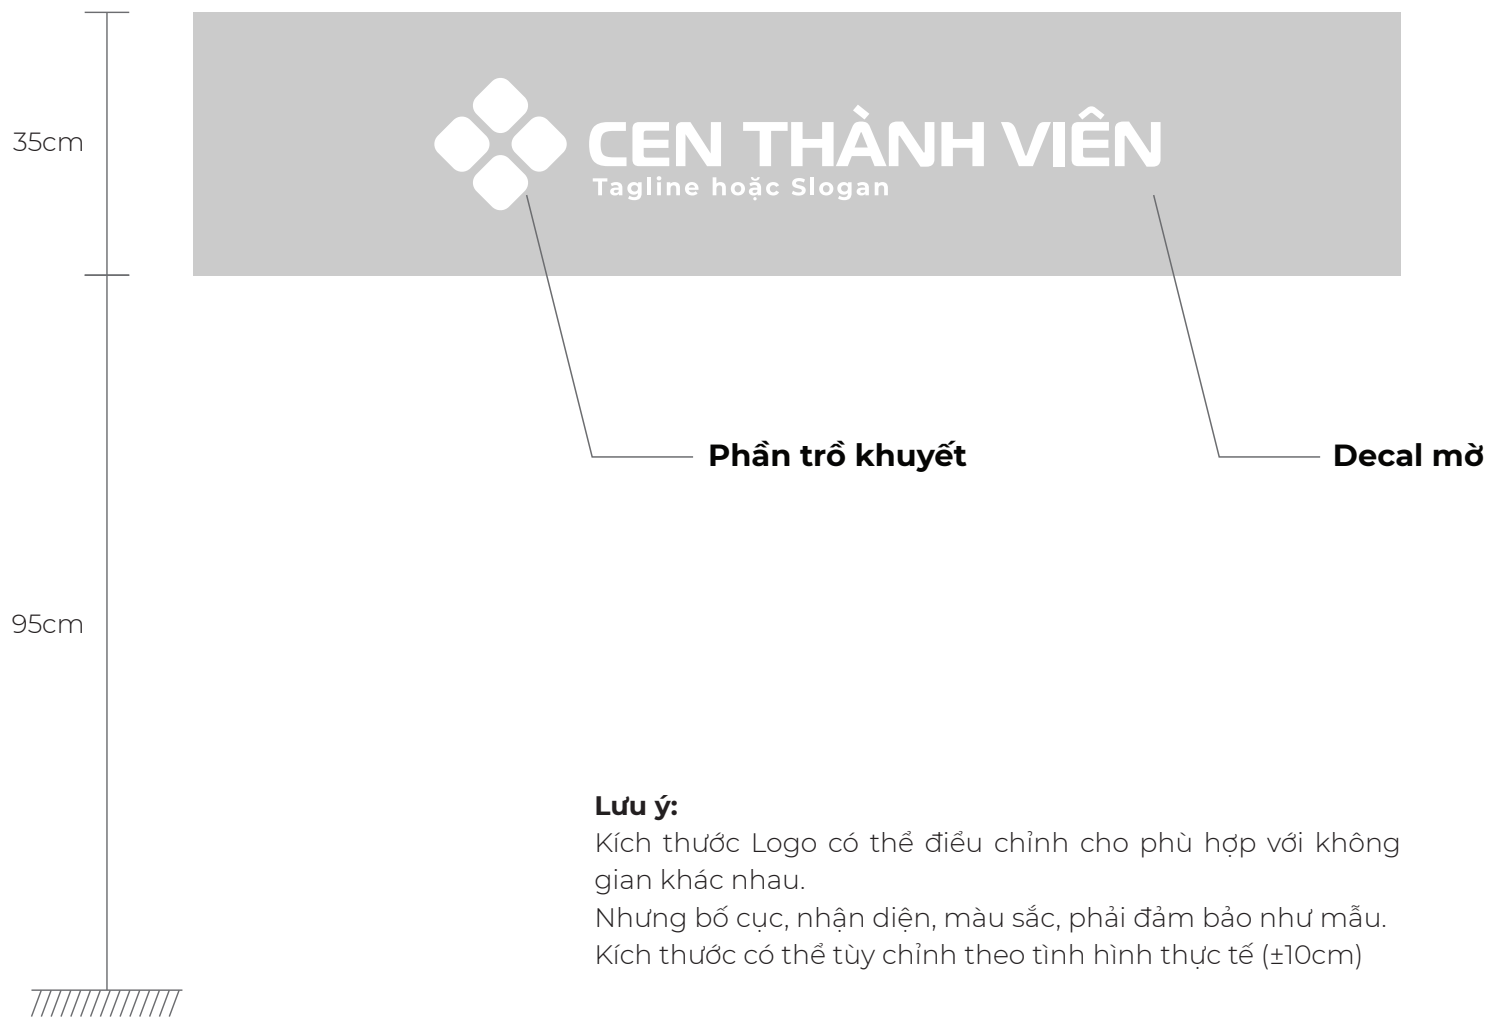 35cm
CEN THÀNH VIÊN
Tagline hoặc Slogan
Phần trổ khuyết
Decal mờ
95cm
Lưu ý:
Kích thước Logo có thể điểu chỉnh cho phù hợp với không
gian khác nhau.
Nhưng bố cục, nhận diện, màu sắc, phải đảm bảo như mẫu.
Kích thước có thể tùy chỉnh theo tình hình thực tế (±10cm)